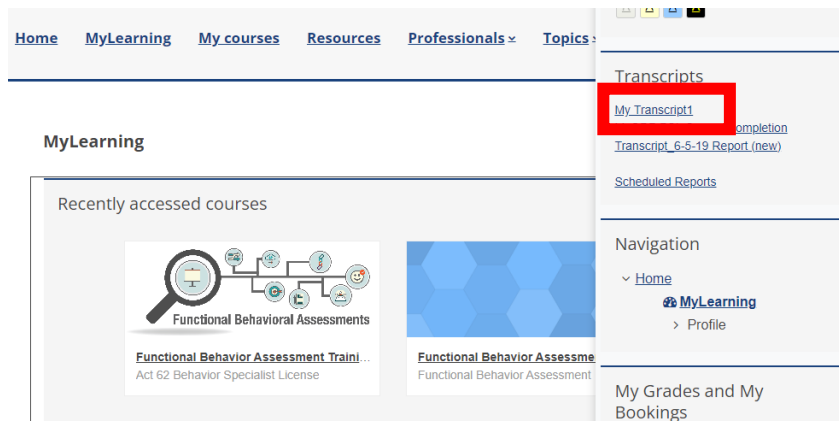 Home MyLearning My courses Resources Professionals Topics
MyLearning
Recently accessed courses
Functional Behavioral Assessments
Functional Behavior Assessment Traini...
Act 62 Behavior Specialist License
Functional Behavior Assessme
Functional Behavior Assessment
Transcripts
My Transcript1
ompletion
Transcript_6-5-19 Report (new)
Scheduled Reports
Navigation
Home
MyLearning
Profile
My Grades and My
Bookings